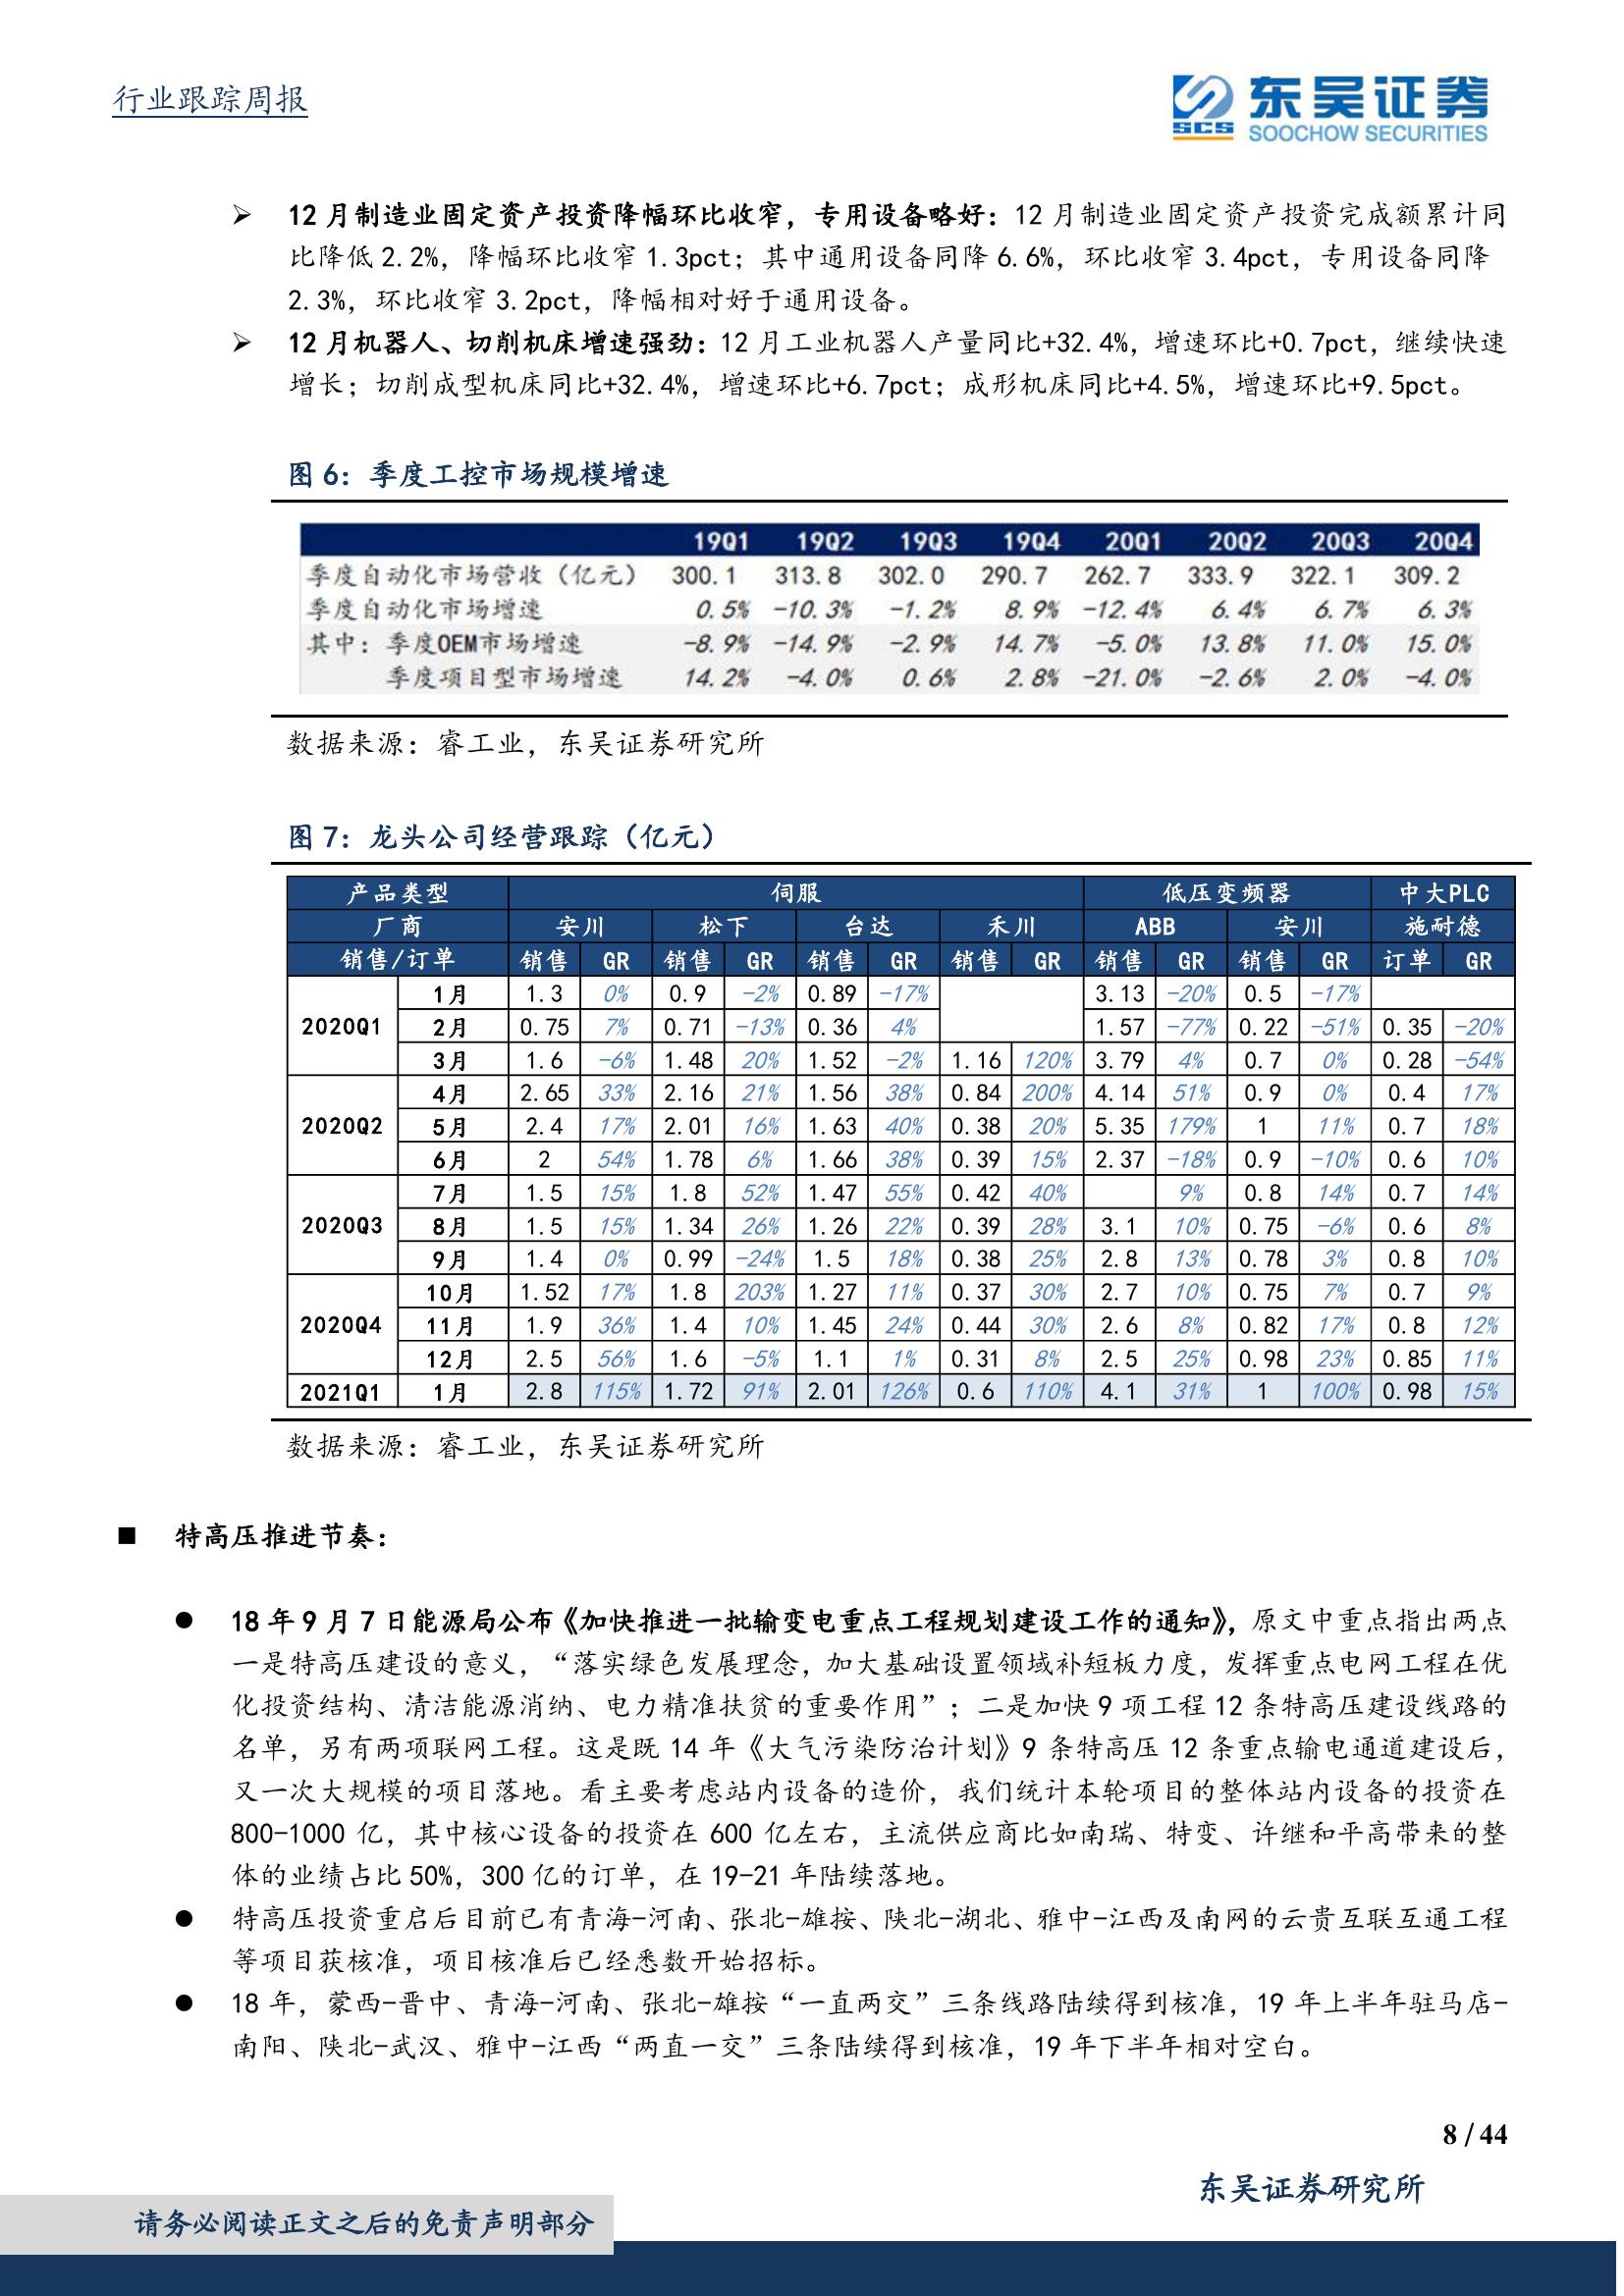 行业跟踪周报
SCS 东吴证券
SOOCHOW SECURITIES
➢ 12月制造业固定资产投资降幅环比收窄，专用设备略好：12月制造业固定资产投资完成额累计同
比降低2.2%，降幅环比收窄1.3pct；其中通用设备同降6.6%，环比收窄3.4pct，专用设备同降
2.3%，环比收窄3.2pct，降幅相对好于通用设备。
➢ 12月机器人、切削机床增速强劲：12月工业机器人产量同比+32.4%，增速环比+0.7pct，继续快速
增长；切削成型机床同比+32.4%，增速环比+6.7pct；成形机床同比+4.5%，增速环比+9.5pct。
图6：季度工控市场规模增速
19Q1 19Q2 19Q3 19Q4 20Q1 20Q2 20Q3 20Q4
季度自动化市场营收（亿元） 300.1 313.8 302.0 290.7 262.7 333.9 322.1 309.2
季度自动化市场增速 0.5% -10.3% -1.2% 8.9% -12.4% 6.4% 6.7% 6.3%
其中：季度OEM市场增速 -8.9% -14.9% -2.9% 14.7% -5.0% 13.8% 11.0% 15.0%
季度项目型市场增速 14.2% -4.0% 0.6% 2.8% -21.0% -2.6% 2.0% -4.0%
数据来源：睿工业，东吴证券研究所
图7：龙头公司经营跟踪（亿元）
产品类型 伺服 低压变频器 中大PLC
厂商 安川 松下 台达 禾川 ABB 安川 施耐德
销售/订单 销售 GR 销售 GR 销售 GR 销售 GR 销售 GR 销售 GR 订单 GR
1月 1.3 0% 0.9 -2% 0.89 -17% 3.13 -20% 0.5 -17%
2020Q1 2月 0.75 7% 0.71 -13% 0.36 4% 1.57 -77% 0.22 -51% 0.35 -20%
3月 1.6 -6% 1.48 20% 1.52 -2% 1.16 120% 3.79 4% 0.7 0% 0.28 -54%
4月 2.65 33% 2.16 21% 1.56 38% 0.84 200% 4.14 51% 0.9 0% 0.4 17%
2020Q2 5月 2.4 17% 2.01 16% 1.63 40% 0.38 20% 5.35 179% 1 11% 0.7 18%
6月 2 54% 1.78 6% 1.66 38% 0.39 15% 2.37 -18% 0.9 -10% 0.6 10%
7月 1.5 15% 1.8 52% 1.47 55% 0.42 40% 9% 0.8 14% 0.7 14%
2020Q3 8月 1.5 15% 1.34 26% 1.26 22% 0.39 28% 3.1 10% 0.75 -6% 0.6 8%
9月 1.4 0% 0.99 -24% 1.5 18% 0.38 25% 2.8 13% 0.78 3% 0.8 10%
10月 1.52 17% 1.8 203% 1.27 11% 0.37 30% 2.7 10% 0.75 7% 0.7 9%
2020Q4 11月 1.9 36% 1.4 10% 1.45 24% 0.44 30% 2.6 8% 0.82 17% 0.8 12%
12月 2.5 56% 1.6 -5% 1.1 1% 0.31 8% 2.5 25% 0.98 23% 0.85 11%
2021Q1 1月 2.8 115% 1.72 91% 2.01 126% 0.6 110% 4.1 31% 1 100% 0.98 15%
数据来源：睿工业，东吴证券研究所
■ 特高压推进节奏：
● 18年9月7日能源局公布《加快推进一批输变电重点工程规划建设工作的通知》，原文中重点指出两点
一是特高压建设的意义，“落实绿色发展理念，加大基础设置领域补短板力度，发挥重点电网工程在优
化投资结构、清洁能源消纳、电力精准扶贫的重要作用”；二是加快9项工程12条特高压建设线路的
名单，另有两项联网工程。这是既14年《大气污染防治计划》9条特高压12条重点输电通道建设后，
又一次大规模的项目落地。看主要考虑站内设备的造价，我们统计本轮项目的整体站内设备的投资在
800-1000亿，其中核心设备的投资在600亿左右，主流供应商比如南瑞、特变、许继和平高带来的整
体的业绩占比50%，300亿的订单，在19-21年陆续落地。
● 特高压投资重启后目前已有青海-河南、张北-雄按、陕北-湖北、雅中-江西及南网的云贵互联互通工程
等项目获核准，项目核准后已经悉数开始招标。
● 18年，蒙西-晋中、青海-河南、张北-雄按“一直两交”三条线路陆续得到核准，19年上半年驻马店-
南阳、陕北-武汉、雅中-江西“两直一交”三条陆续得到核准，19年下半年相对空白。
8 / 44
东吴证券研究所
请务必阅读正文之后的免责声明部分